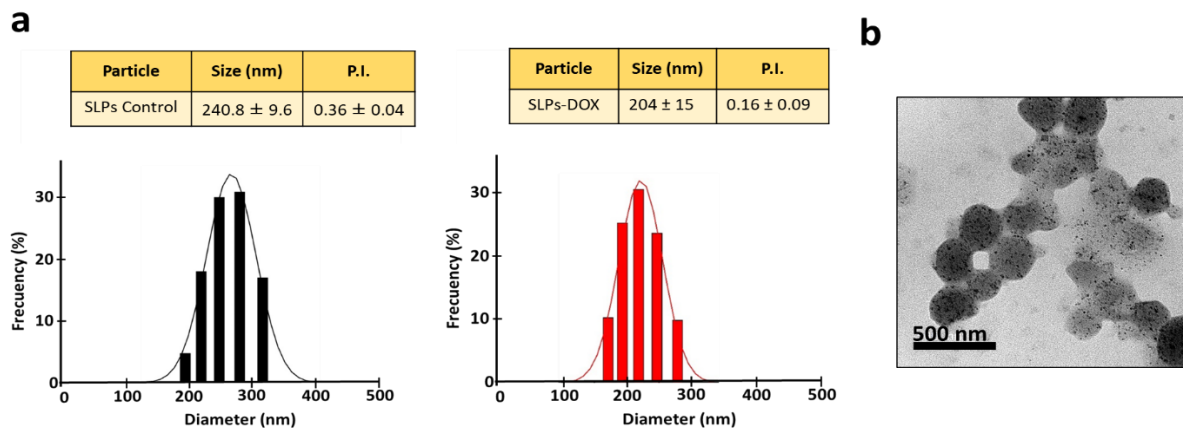 a
Particle Size (nm) P.I.
SLPs Control 240.8 ± 9.6 0.36 ± 0.04
Frecuency (%)
30
20
10
0
0 100 200 300 400 500
Diameter (nm)
Particle Size (nm) P.I.
SLPs-DOX 204 ± 15 0.16 ± 0.09
Frecuency (%)
30
20
10
0
0 100 200 300 400 500
Diameter (nm)
b
500 nm